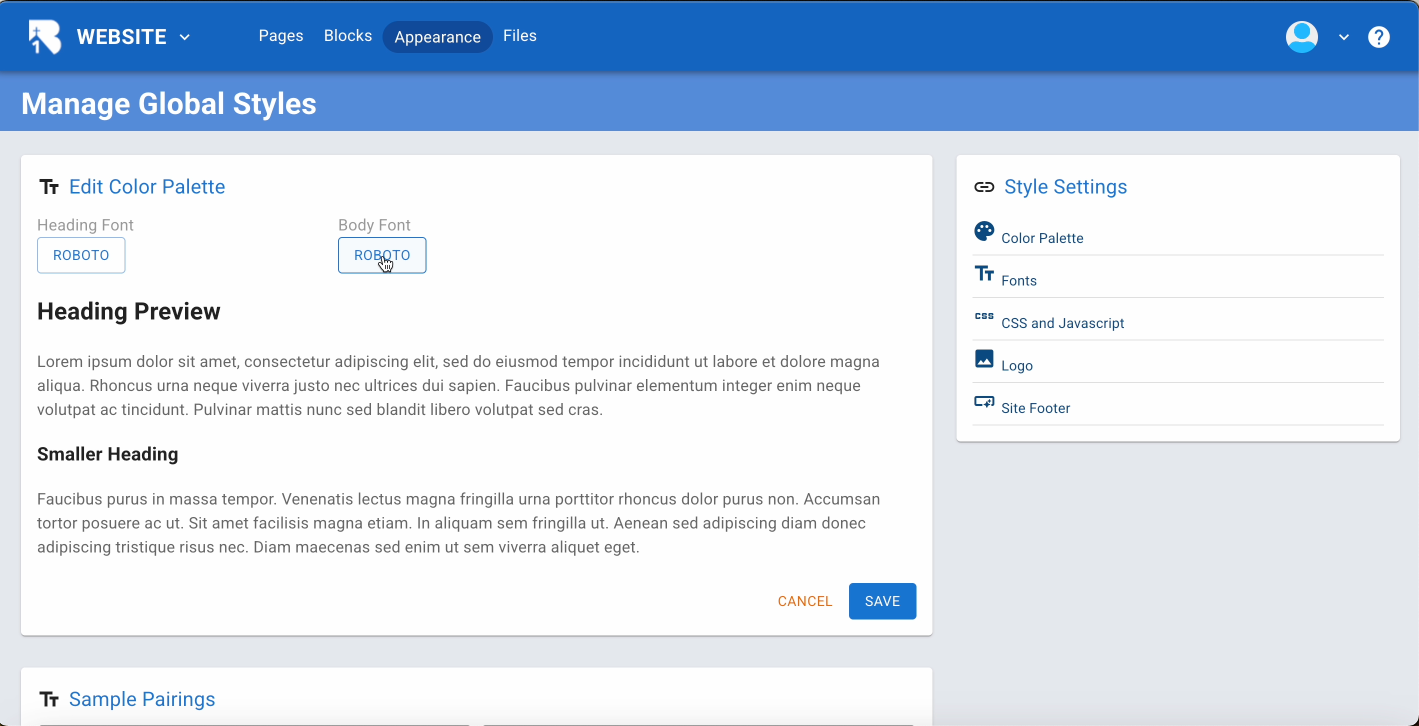 WEBSITE Pages Blocks Appearance Files ?
Manage Global Styles
Tt Edit Color Palette
Heading Font Body Font
ROBOTO ROBOTO
Heading Preview
Lorem ipsum dolor sit amet, consectetur adipiscing elit, sed do eiusmod tempor incididunt ut labore et dolore magna
aliqua. Rhoncus urna neque viverra justo nec ultrices dui sapien. Faucibus pulvinar elementum integer enim neque
volutpat ac tincidunt. Pulvinar mattis nunc sed blandit libero volutpat sed cras.
Smaller Heading
Faucibus purus in massa tempor. Venenatis lectus magna fringilla urna porttitor rhoncus dolor purus non. Accumsan
tortor posuere ac ut. Sit amet facilisis magna etiam. In aliquam sem fringilla ut. Aenean sed adipiscing diam donec
adipiscing tristique risus nec. Diam maecenas sed enim ut sem viverra aliquet eget.
CANCEL SAVE
Tt Sample Pairings
Style Settings
Color Palette
Tt Fonts
CSS CSS and Javascript
Logo
Site Footer